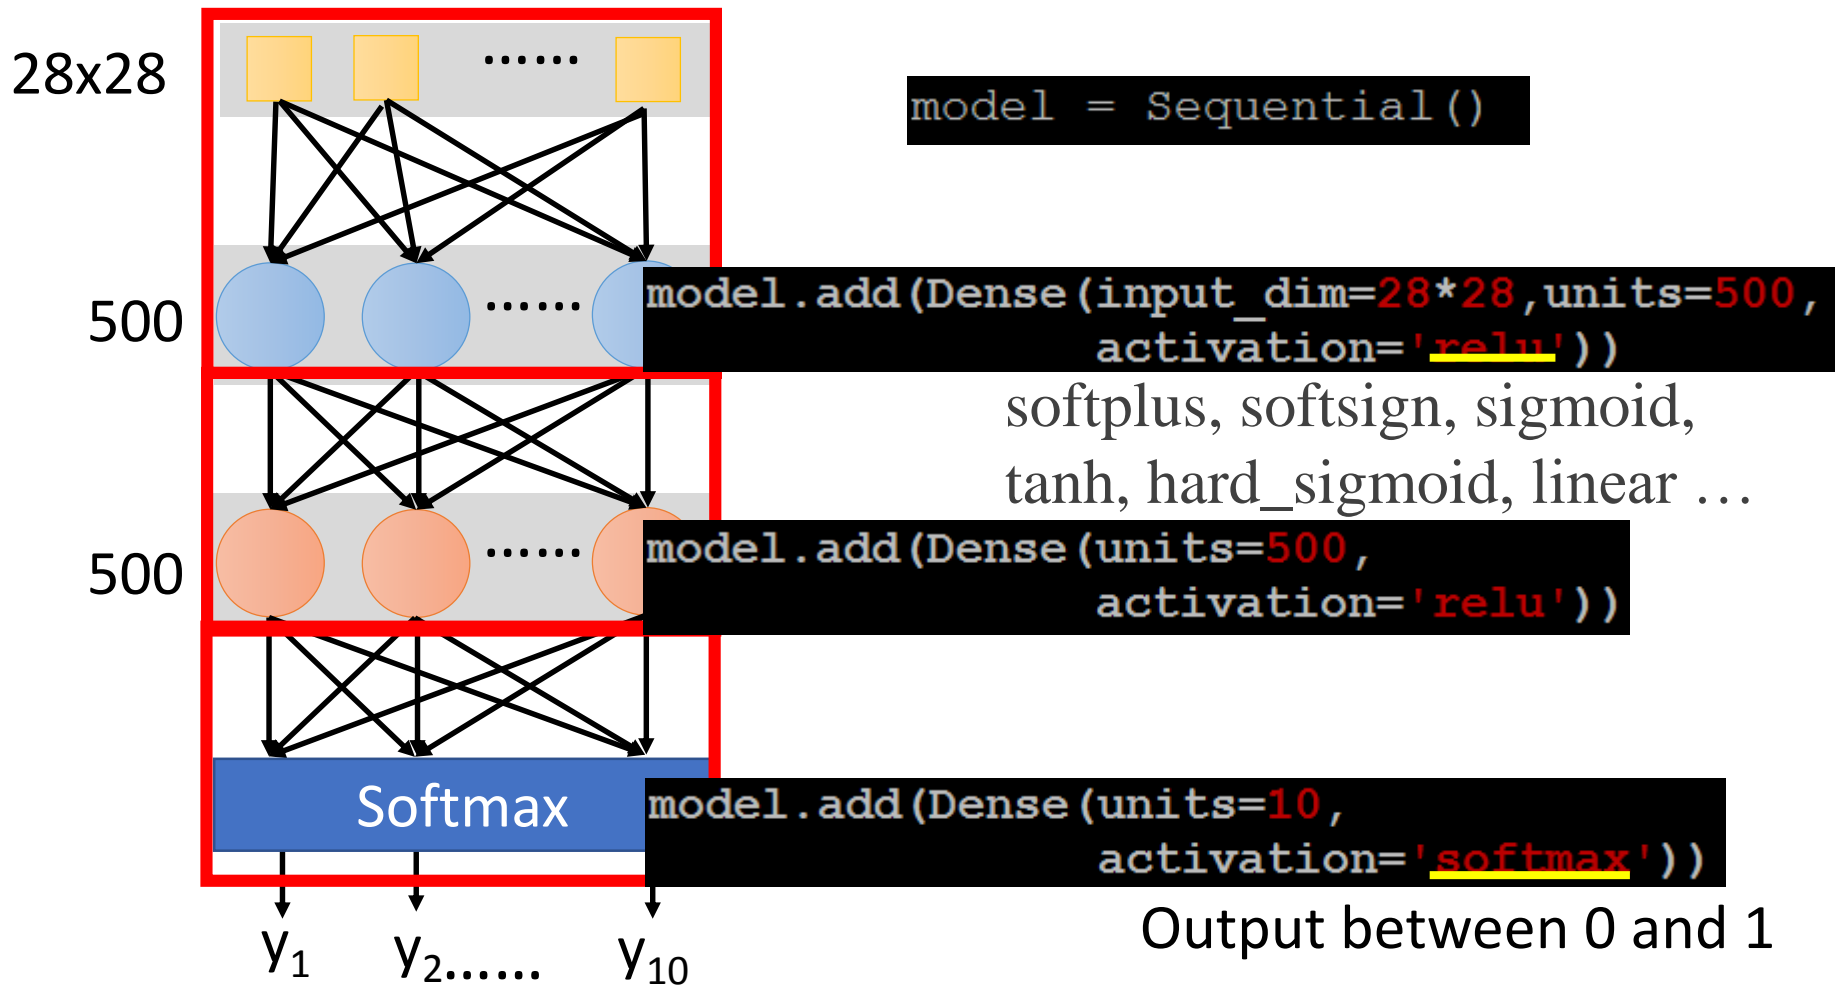 28x28
......
model = Sequential()
500
......
model.add(Dense(input_dim=28*28,units=500,
activation='relu'))
softplus, softsign, sigmoid,
tanh, hard_sigmoid, linear …
500
......
model.add(Dense(units=500,
activation='relu'))
Softmax
model.add(Dense(units=10,
activation='softmax'))
Output between 0 and 1
y₁ y₂...... y₁₀